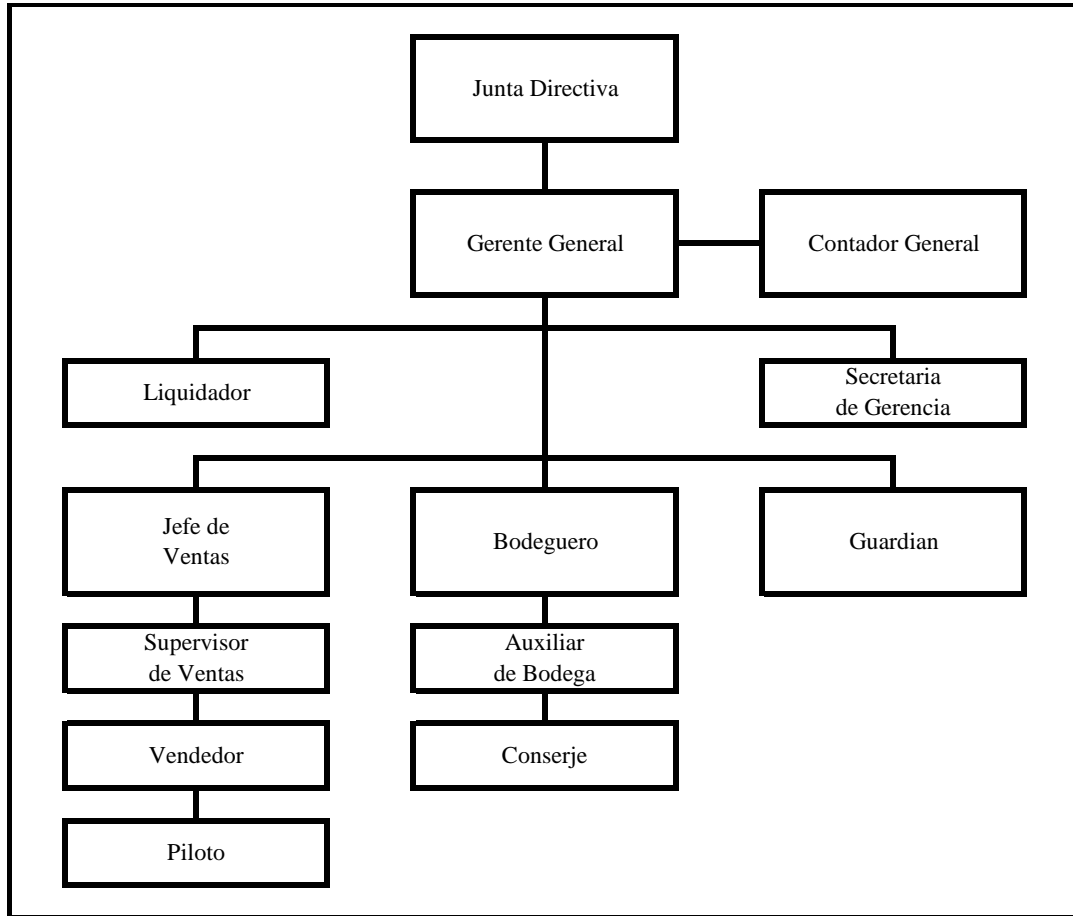 Junta Directiva
Gerente General
Contador General
Liquidador
Secretaria
de Gerencia
Jefe de
Ventas
Bodeguero
Guardian
Supervisor
de Ventas
Auxiliar
de Bodega
Vendedor
Conserje
Piloto